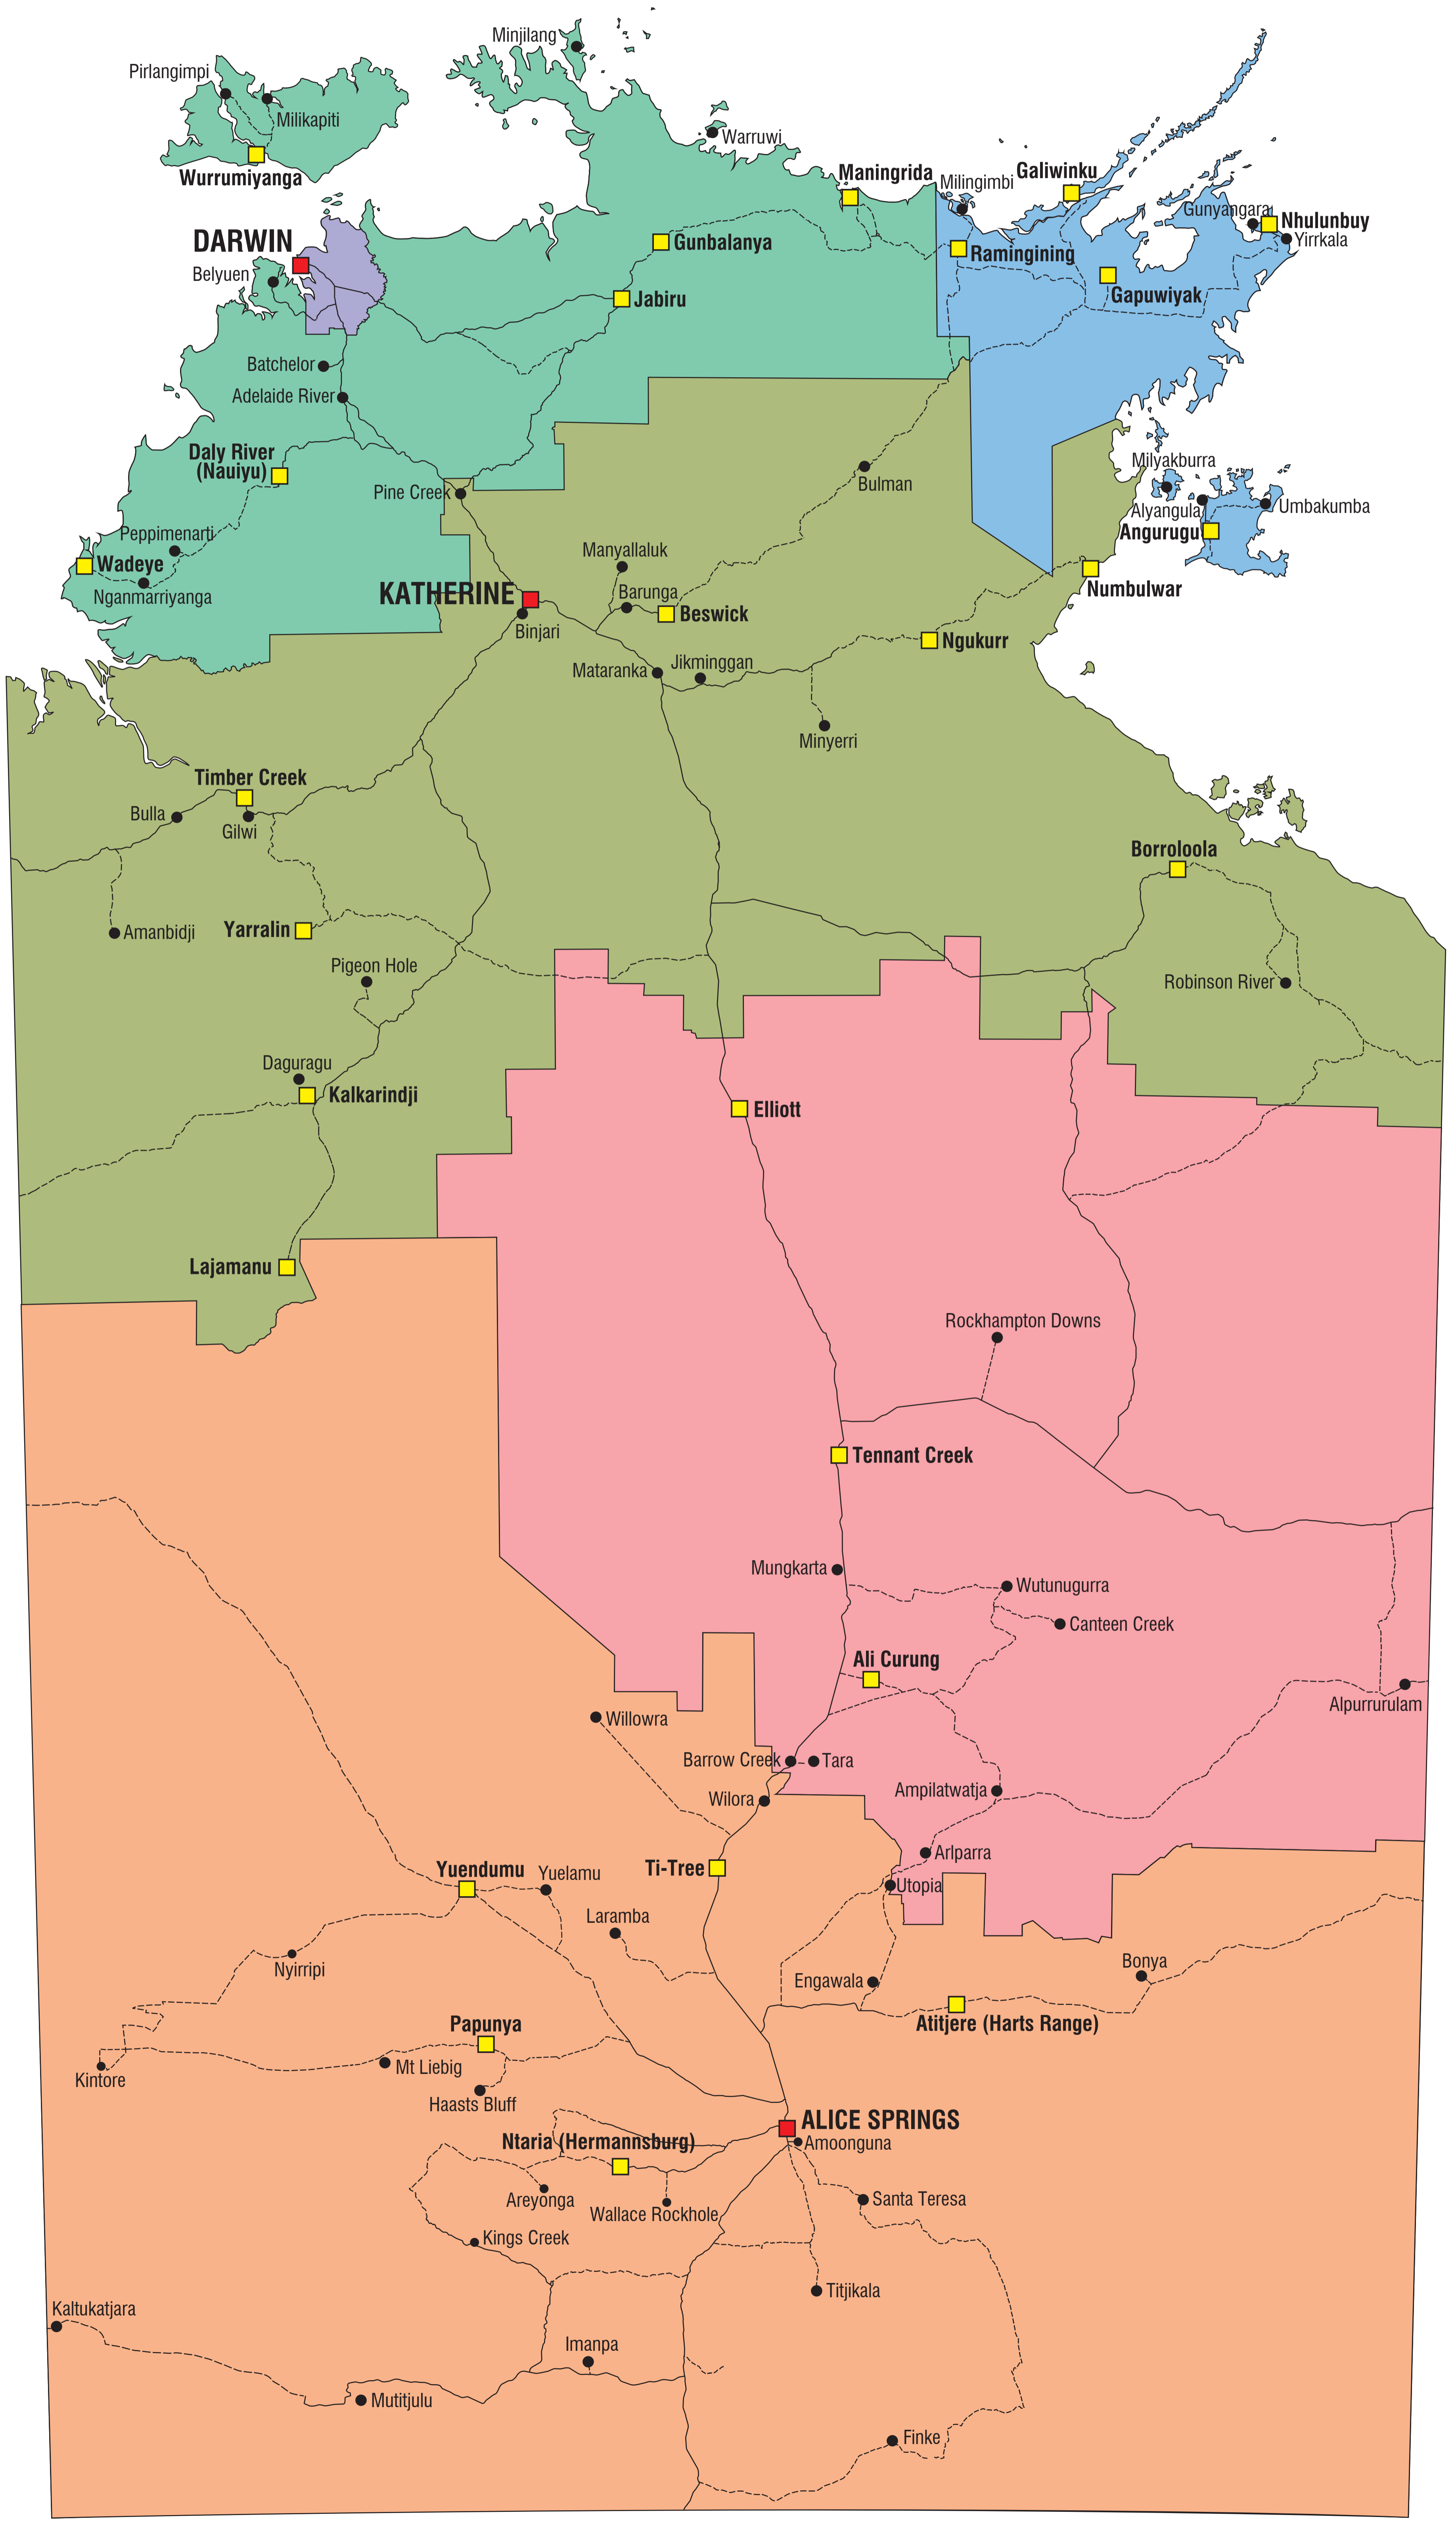 Minjilang
Pirlangimpi
Milikapiti
Warruwi
Wurrumiyanga
Maningrida
Milingimbi
Galiwinku
Gunyangara
Nhulunbuy
Yirrkala
DARWIN
Gunbalanya
Ramingining
Belyuen
Jabiru
Gapuwiyak
Batchelor
Adelaide River
Daly River
(Nauiyu)
Milyakburra
Bulman
Pine Creek
Alyangula
Umbakumba
Peppimenarti
Angurugu
Manyallaluk
Wadeye
Nganmarriyanga
KATHERINE
Barunga
Beswick
Numbulwar
Binjari
Ngukurr
Mataranka
Jikminggan
Minyerri
Timber Creek
Bulla
Gilwi
Borroloola
Amanbidji
Yarralin
Pigeon Hole
Robinson River
Daguragu
Kalkarindji
Elliott
Lajamanu
Rockhampton Downs
Tennant Creek
Mungkarta
Wutunugurra
Canteen Creek
Ali Curung
Alpurrurulam
Willowra
Barrow Creek
Tara
Wilora
Ampilatwatja
Arlparra
Yuendumu
Yuelamu
Ti-Tree
Utopia
Laramba
Nyirripi
Engawala
Bonya
Atitjere (Harts Range)
Papunya
Kintore
Mt Liebig
Haasts Bluff
ALICE SPRINGS
Amoonguna
Ntaria (Hermannsburg)
Areyonga
Wallace Rockhole
Santa Teresa
Kings Creek
Titjikala
Kaltukatjara
Imanpa
Mutitjulu
Finke